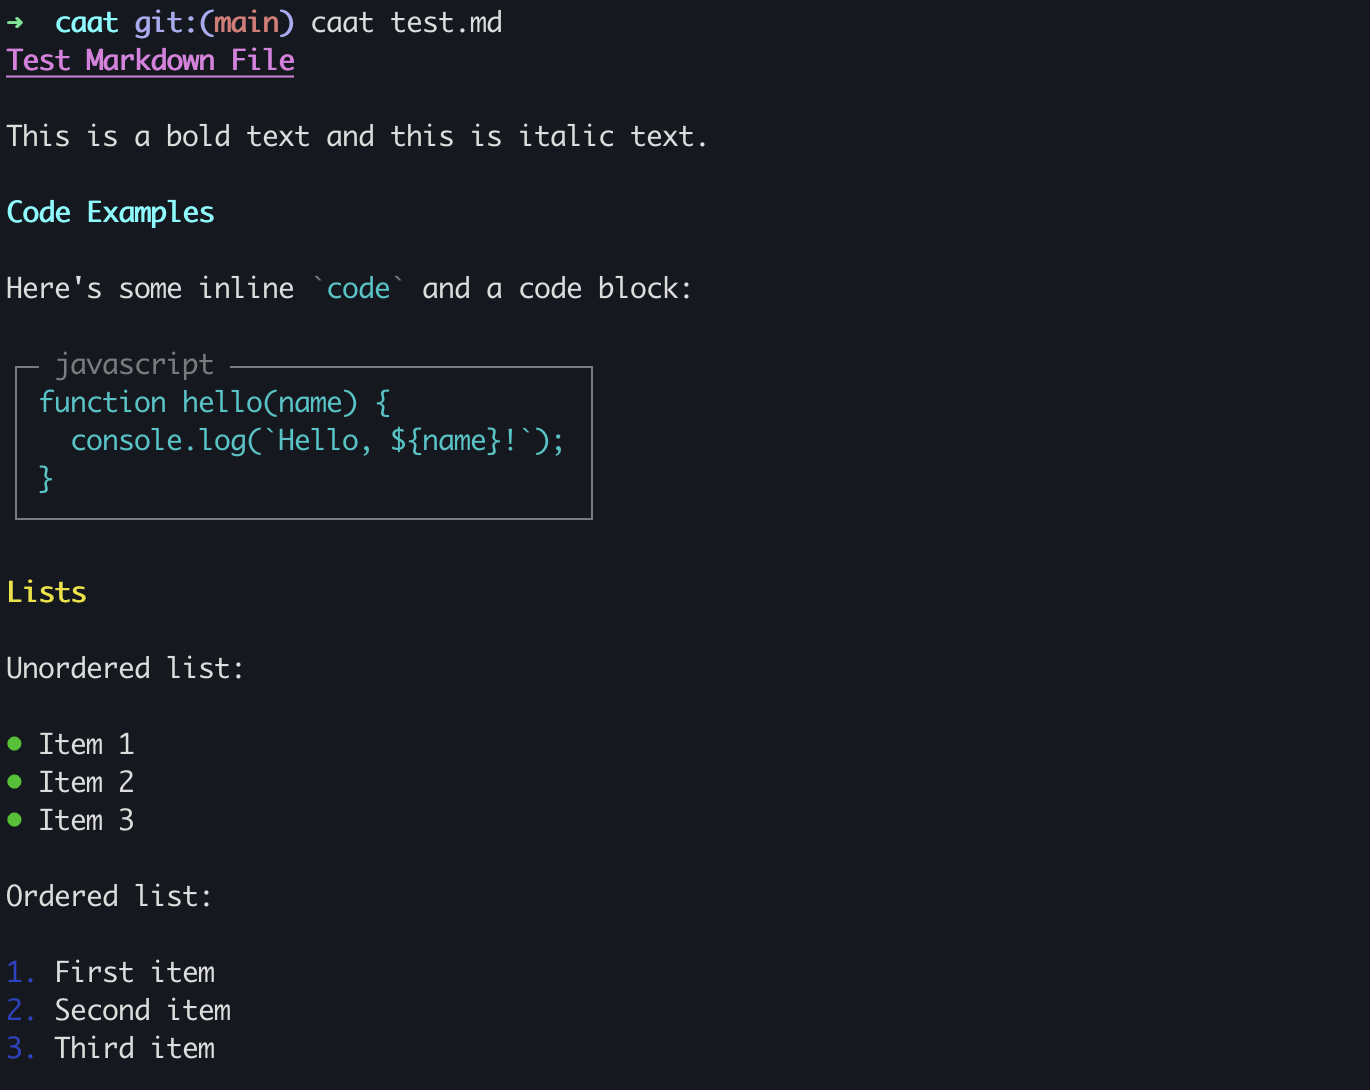 ➜ caat git:(main) caat test.md
Test Markdown File
This is a bold text and this is italic text.
Code Examples
Here's some inline `code` and a code block:
javascript
function hello(name) {
  console.log(`Hello, ${name}!`);
}
Lists
Unordered list:
● Item 1
● Item 2
● Item 3
Ordered list:
1. First item
2. Second item
3. Third item